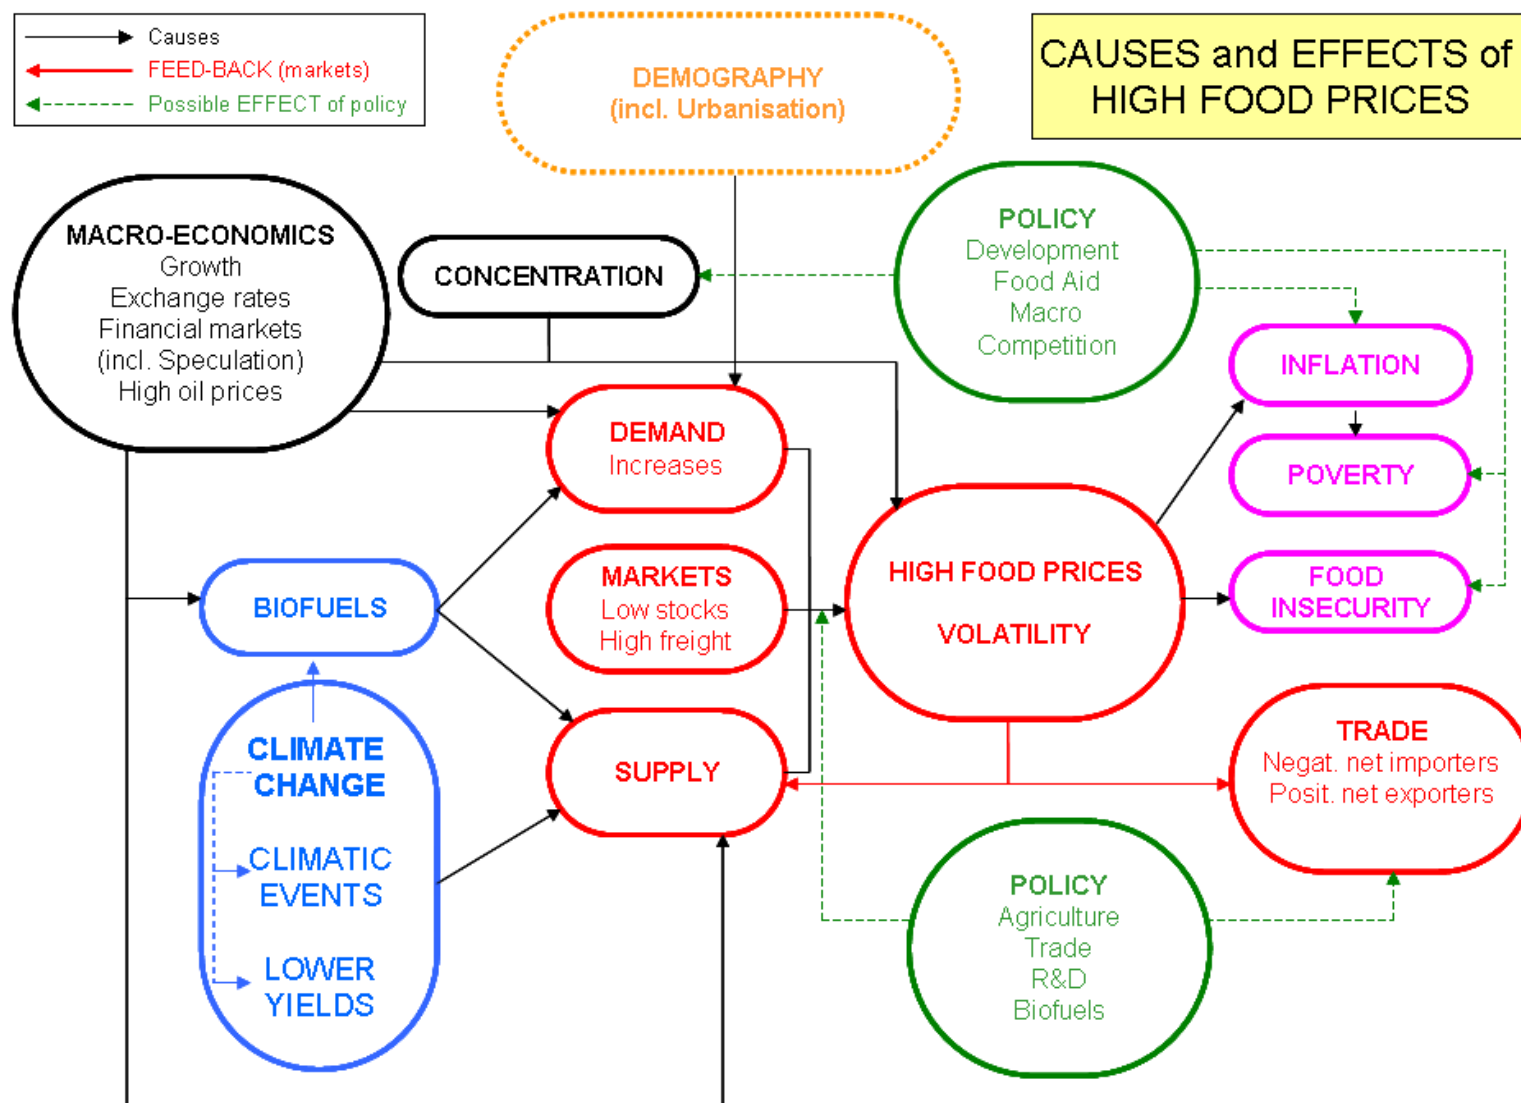 Causes
FEED-BACK (markets)
Possible EFFECT of policy
DEMOGRAPHY
(incl. Urbanisation)
CAUSES and EFFECTS of
HIGH FOOD PRICES
MACRO-ECONOMICS
Growth
Exchange rates
Financial markets
(incl. Speculation)
High oil prices
CONCENTRATION
POLICY
Development
Food Aid
Macro
Competition
INFLATION
DEMAND
Increases
POVERTY
BIOFUELS
MARKETS
Low stocks
High freight
HIGH FOOD PRICES
VOLATILITY
FOOD
INSECURITY
CLIMATE
CHANGE
CLIMATIC
EVENTS
LOWER
YIELDS
SUPPLY
TRADE
Negat. net importers
Posit. net exporters
POLICY
Agriculture
Trade
R&D
Biofuels